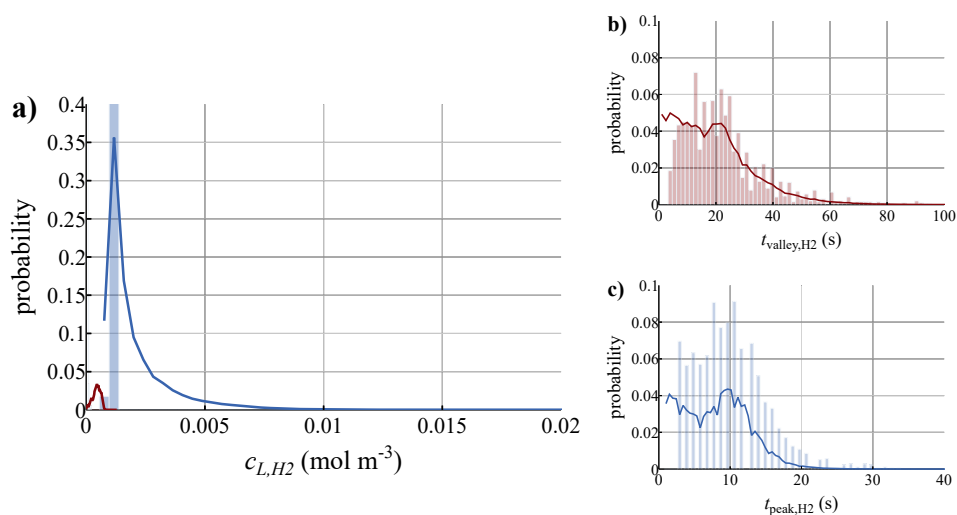 a)
0.4
0.35
0.3
0.25
0.2
0.15
0.1
0.05
0
0 0.005 0.01 0.015 0.02
probability
c_L,H2 (mol m-3)
b)
0.1
0.08
0.06
0.04
0.02
0
0 20 40 60 80 100
probability
t_valley,H2 (s)
c)
0.1
0.08
0.06
0.04
0.02
0
0 10 20 30 40
probability
t_peak,H2 (s)